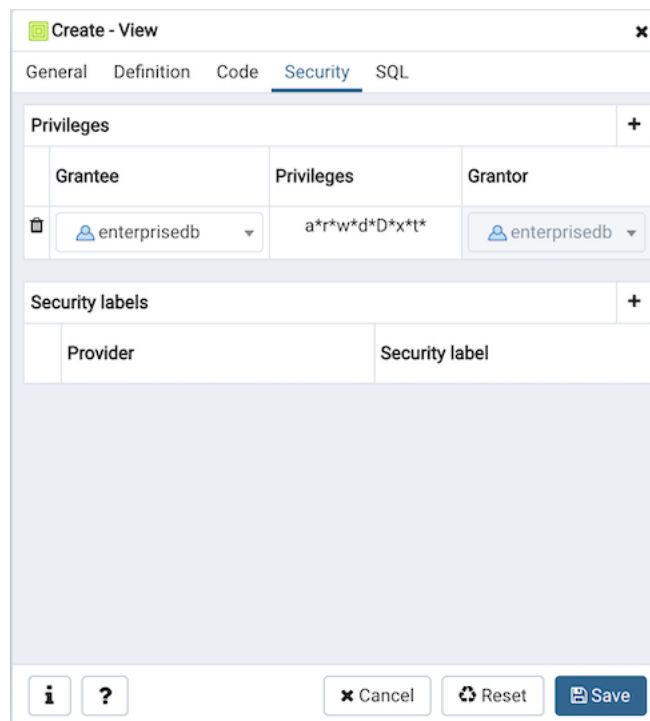 Create - View
General Definition Code Security SQL
Privileges
Grantee Privileges Grantor
enterprisedb a*r*w*d*D*x*t* enterprisedb
Security labels
Provider Security label
i ? Cancel Reset Save